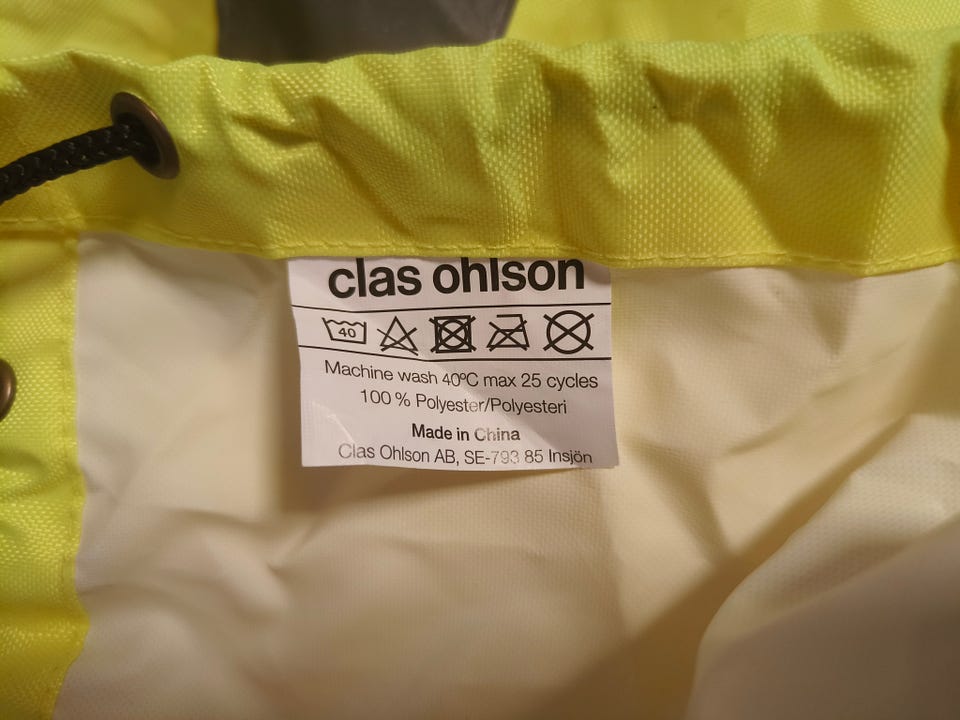 clas ohlson
40
Machine wash 40ºC max 25 cycles
100 % Polyester/Polyesteri
Made in China
Clas Ohlson AB, SE-793 85 Insjön